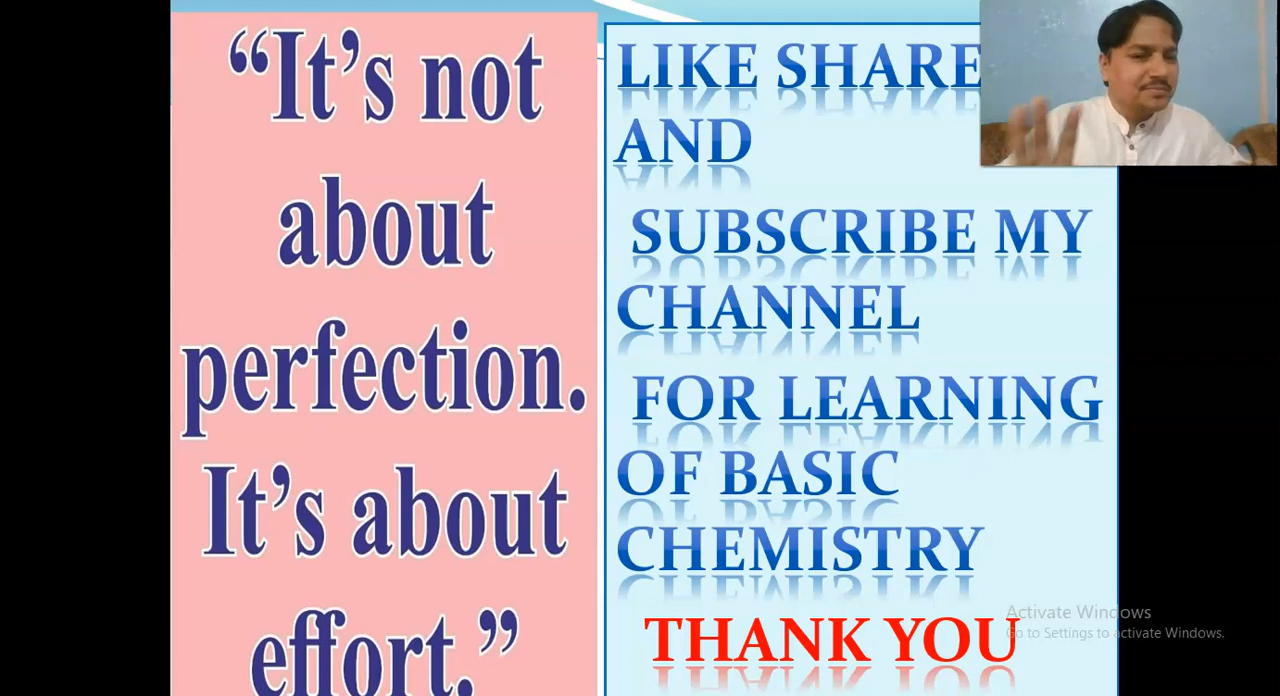 “It’s not
about
perfection.
It’s about
effort.”
LIKE SHARE
AND
SUBSCRIBE MY
CHANNEL
FOR LEARNING
OF BASIC
CHEMISTRY
THANK YOU
Activate Windows
Go to Settings to activate Windows.